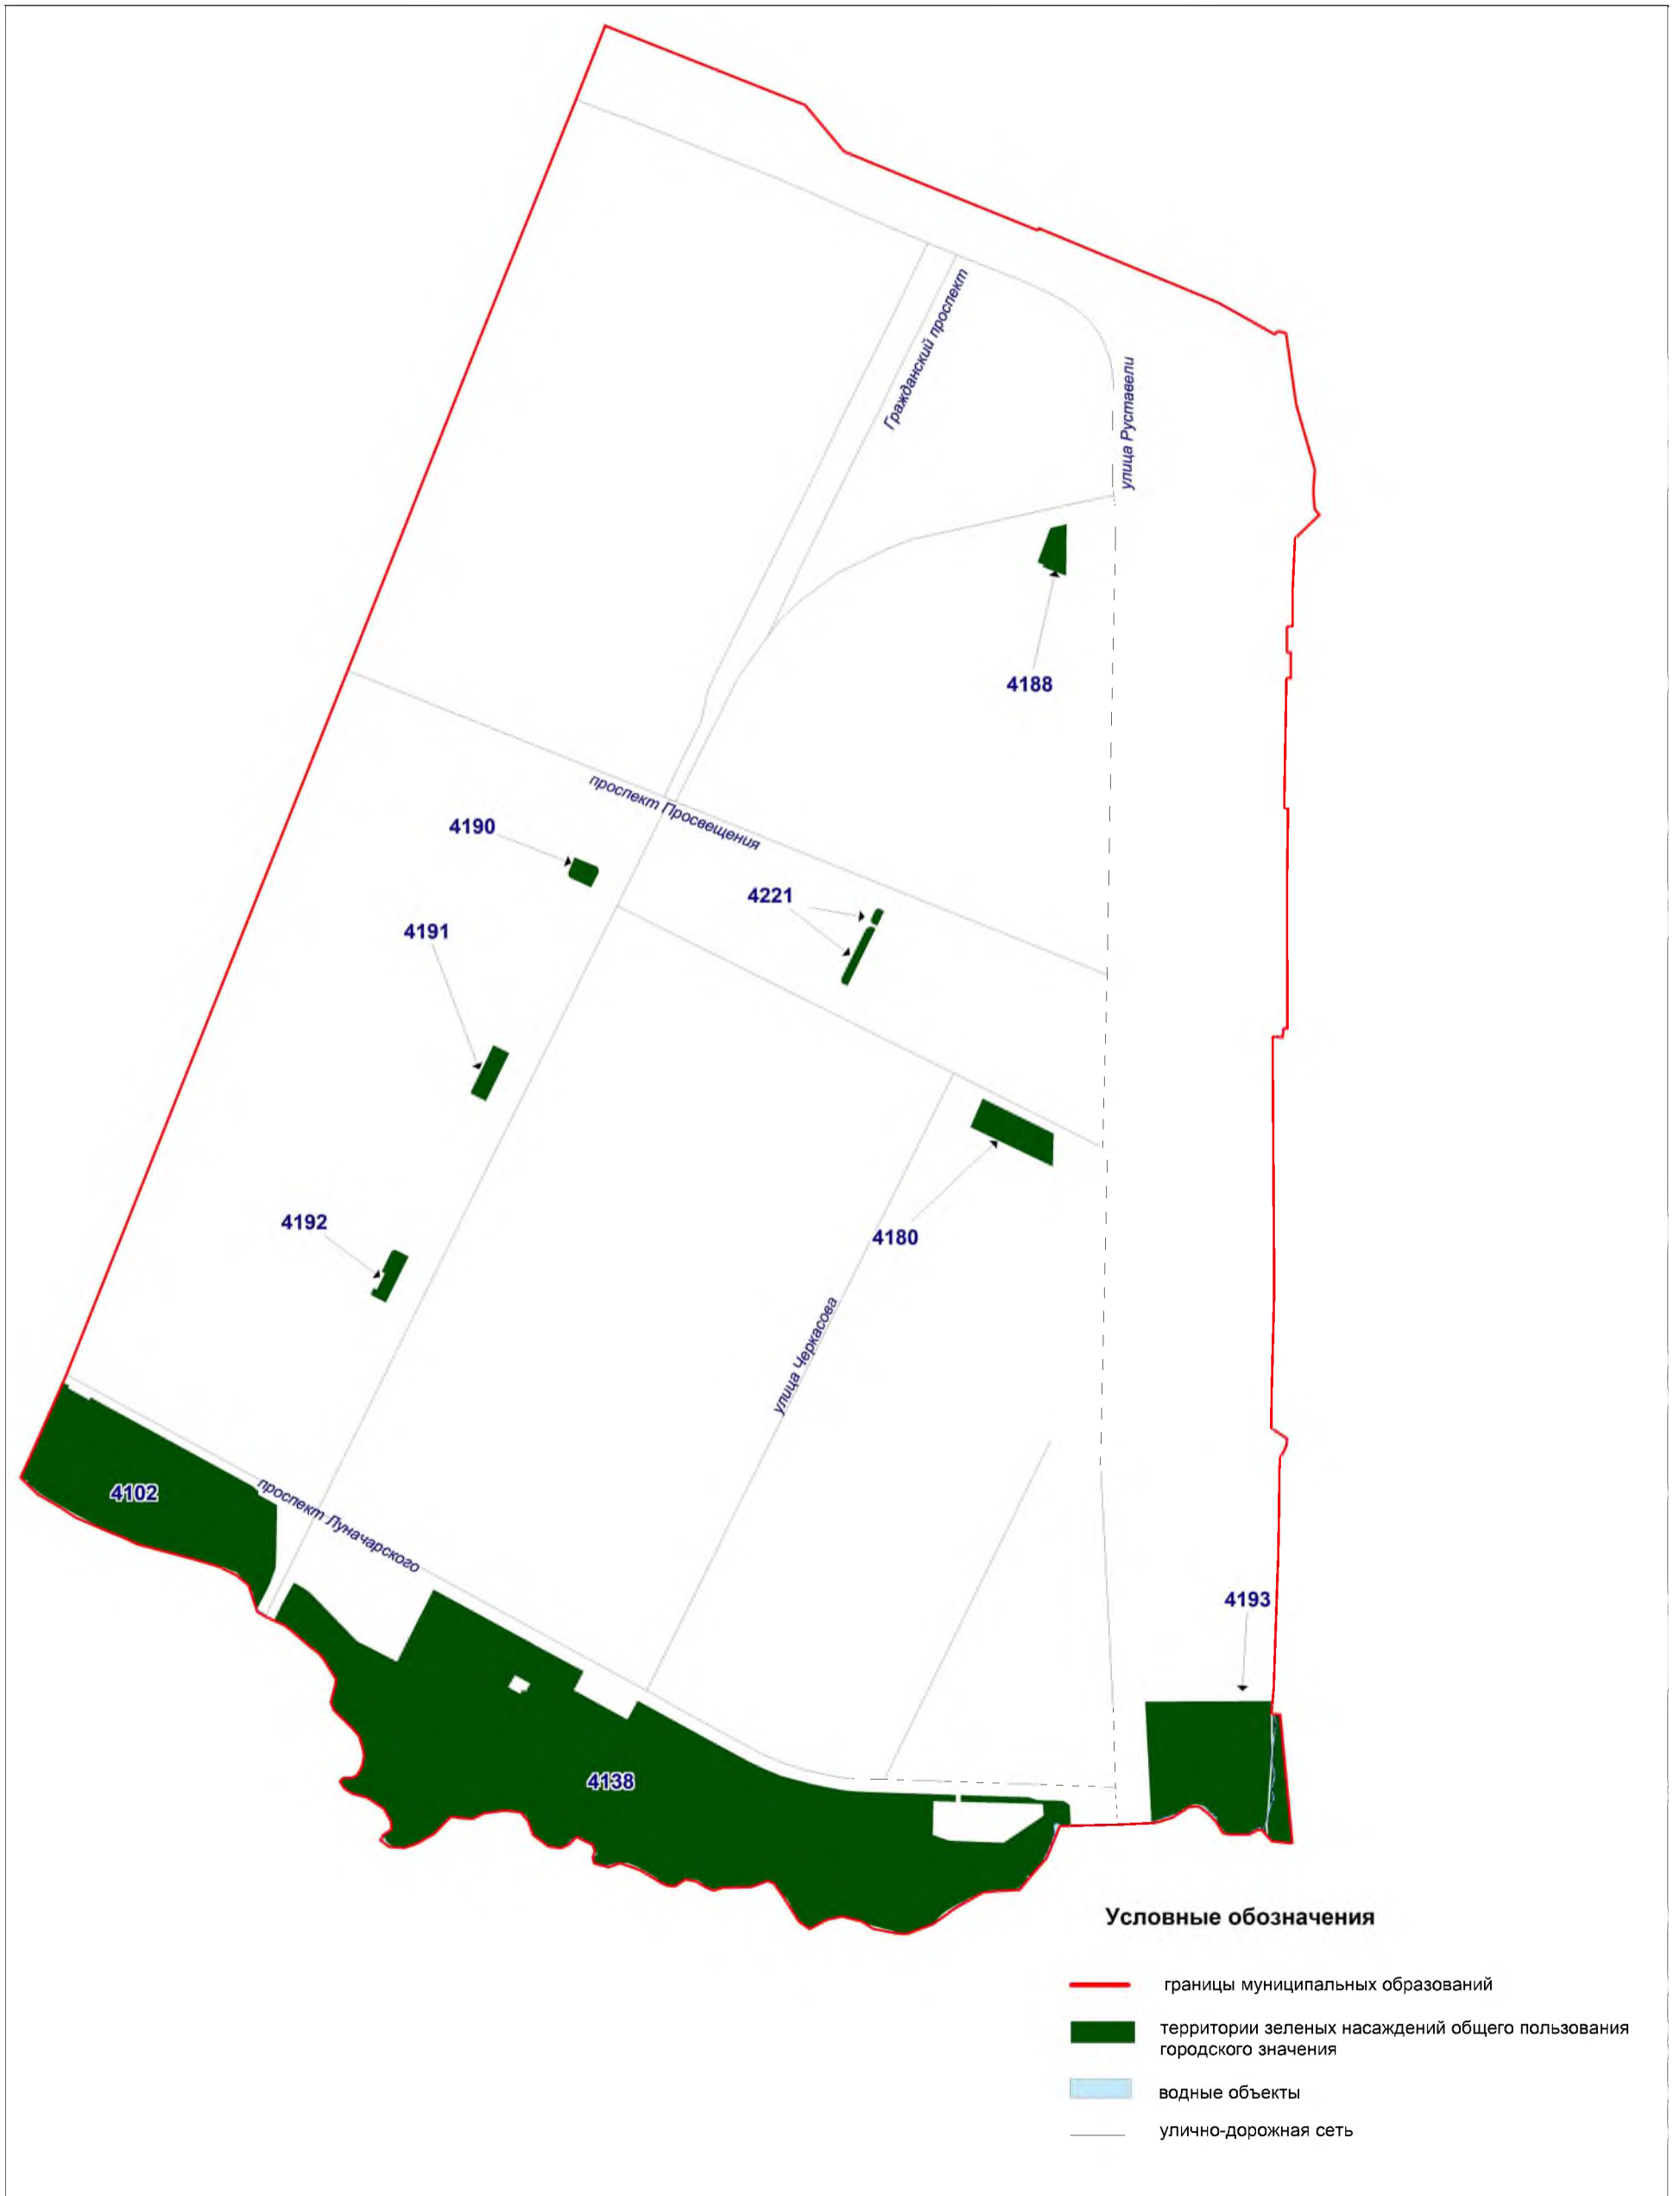 Гражданский проспект
улица Руставели
4188
проспект Просвещения
4190
4221
4191
4180
4192
улица Черкасова
4102
проспект Луначарского
4193
4138
Условные обозначения
границы муниципальных образований
территории зеленых насаждений общего пользования
городского значения
водные объекты
улично-дорожная сеть